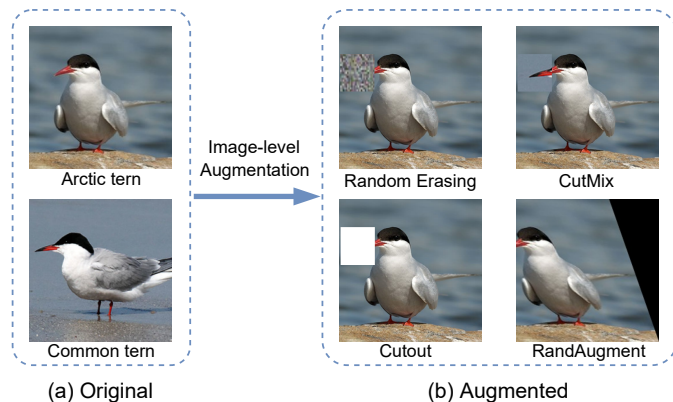 Arctic tern
Common tern
(a) Original
Image-level
Augmentation
Random Erasing
CutMix
Cutout
RandAugment
(b) Augmented